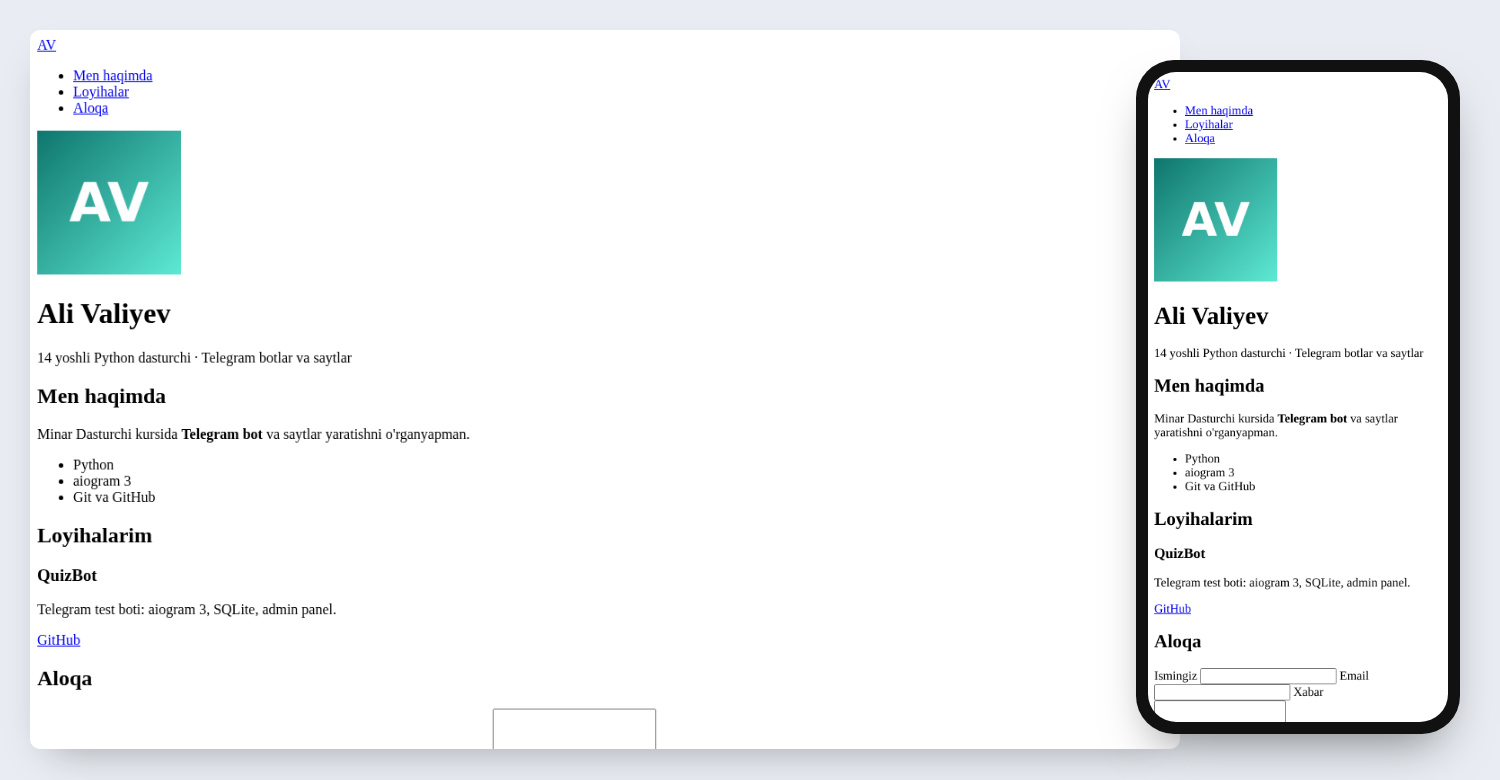 AV
Men haqimda
Loyihalar
Aloqa
AV
Ali Valiyev
14 yoshli Python dasturchi · Telegram botlar va saytlar
Men haqimda
Minar Dasturchi kursida Telegram bot va saytlar yaratishni o'rganyapman.
Python
aiogram 3
Git va GitHub
Loyihalarim
QuizBot
Telegram test boti: aiogram 3, SQLite, admin panel.
GitHub
Aloqa
AV
Men haqimda
Loyihalar
Aloqa
AV
Ali Valiyev
14 yoshli Python dasturchi · Telegram botlar va saytlar
Men haqimda
Minar Dasturchi kursida Telegram bot va saytlar
yaratishni o'rganyapman.
Python
aiogram 3
Git va GitHub
Loyihalarim
QuizBot
Telegram test boti: aiogram 3, SQLite, admin panel.
GitHub
Aloqa
Ismingiz Email
Xabar